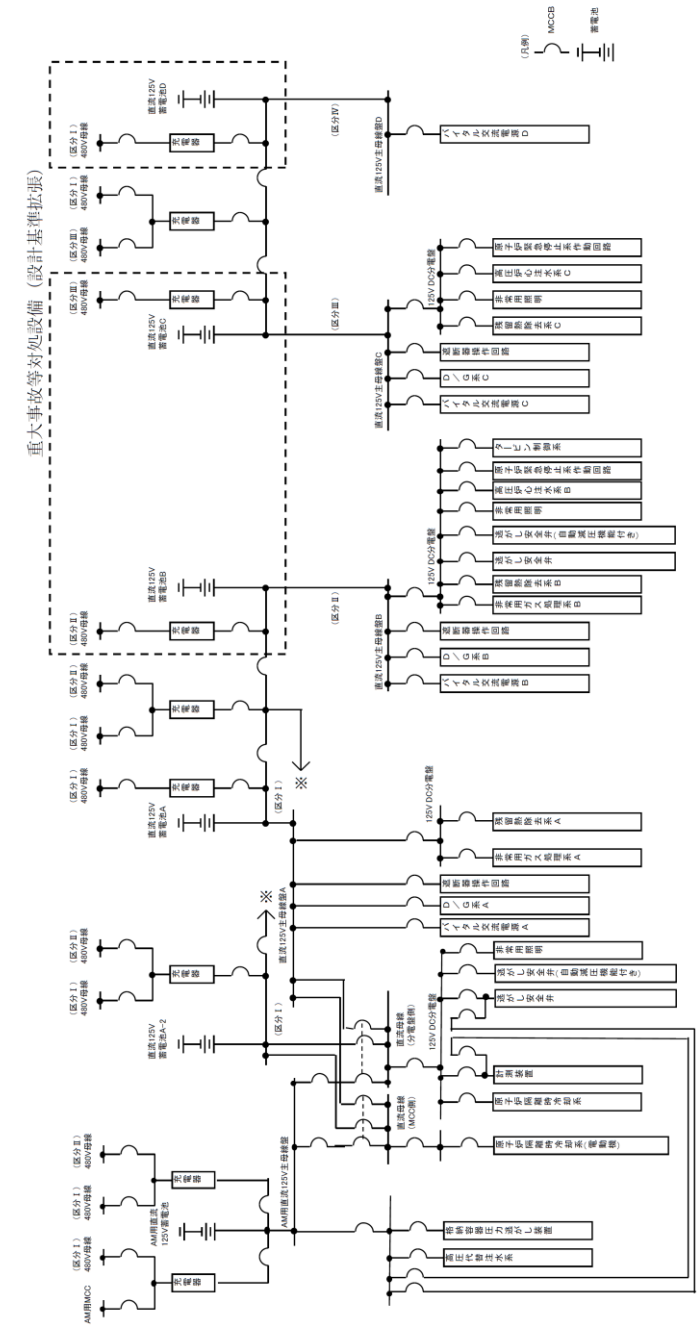 重大事故等対処設備（設計基準拡張）
(凡例)
MCCB
蓄電池
AM用MCC
(区分Ⅰ)
480V母線
(区分Ⅰ)
480V母線
(区分Ⅱ)
480V母線
充電器
充電器
AM用直流
125V蓄電池
AM用直流125V主母線盤
格納容器圧力逃がし装置
高圧代替注水系
(区分Ⅰ)
480V母線
(区分Ⅱ)
480V母線
充電器
直流125V
蓄電池A-2
(区分Ⅰ)
※
直流母線
(MCC側)
直流母線
(分電盤側)
125V DC分電盤
原子炉隔離時冷却系(電動機)
原子炉隔離時冷却系
計測装置
逃がし安全弁
逃がし安全弁(自動減圧機能付き)
非常用照明
直流125V
蓄電池A
(区分Ⅰ)
480V母線
充電器
(区分Ⅰ)
480V母線
(区分Ⅱ)
480V母線
充電器
(区分Ⅰ)
※
直流125V主母線盤A
バイタル交流電源A
D/G系A
遮断器操作回路
125V DC分電盤
非常用ガス処理系A
残留熱除去系A
(区分Ⅱ)
480V母線
充電器
直流125V
蓄電池B
(区分Ⅱ)
直流125V主母線盤B
バイタル交流電源B
D/G系B
遮断器操作回路
125V DC分電盤
非常用ガス処理系B
残留熱除去系B
逃がし安全弁
逃がし安全弁(自動減圧機能付き)
非常用照明
高圧炉心注水系B
原子炉緊急停止系作動回路
タービン制御系
直流125V
蓄電池C
(区分Ⅲ)
480V母線
充電器
(区分Ⅲ)
直流125V主母線盤C
バイタル交流電源C
D/G系C
遮断器操作回路
125V DC分電盤
残留熱除去系C
非常用照明
高圧炉心注水系C
原子炉緊急停止系作動回路
(区分Ⅲ)
480V母線
(区分Ⅰ)
480V母線
充電器
(区分Ⅰ)
480V母線
充電器
直流125V
蓄電池D
(区分Ⅳ)
直流125V主母線盤D
バイタル交流電源D